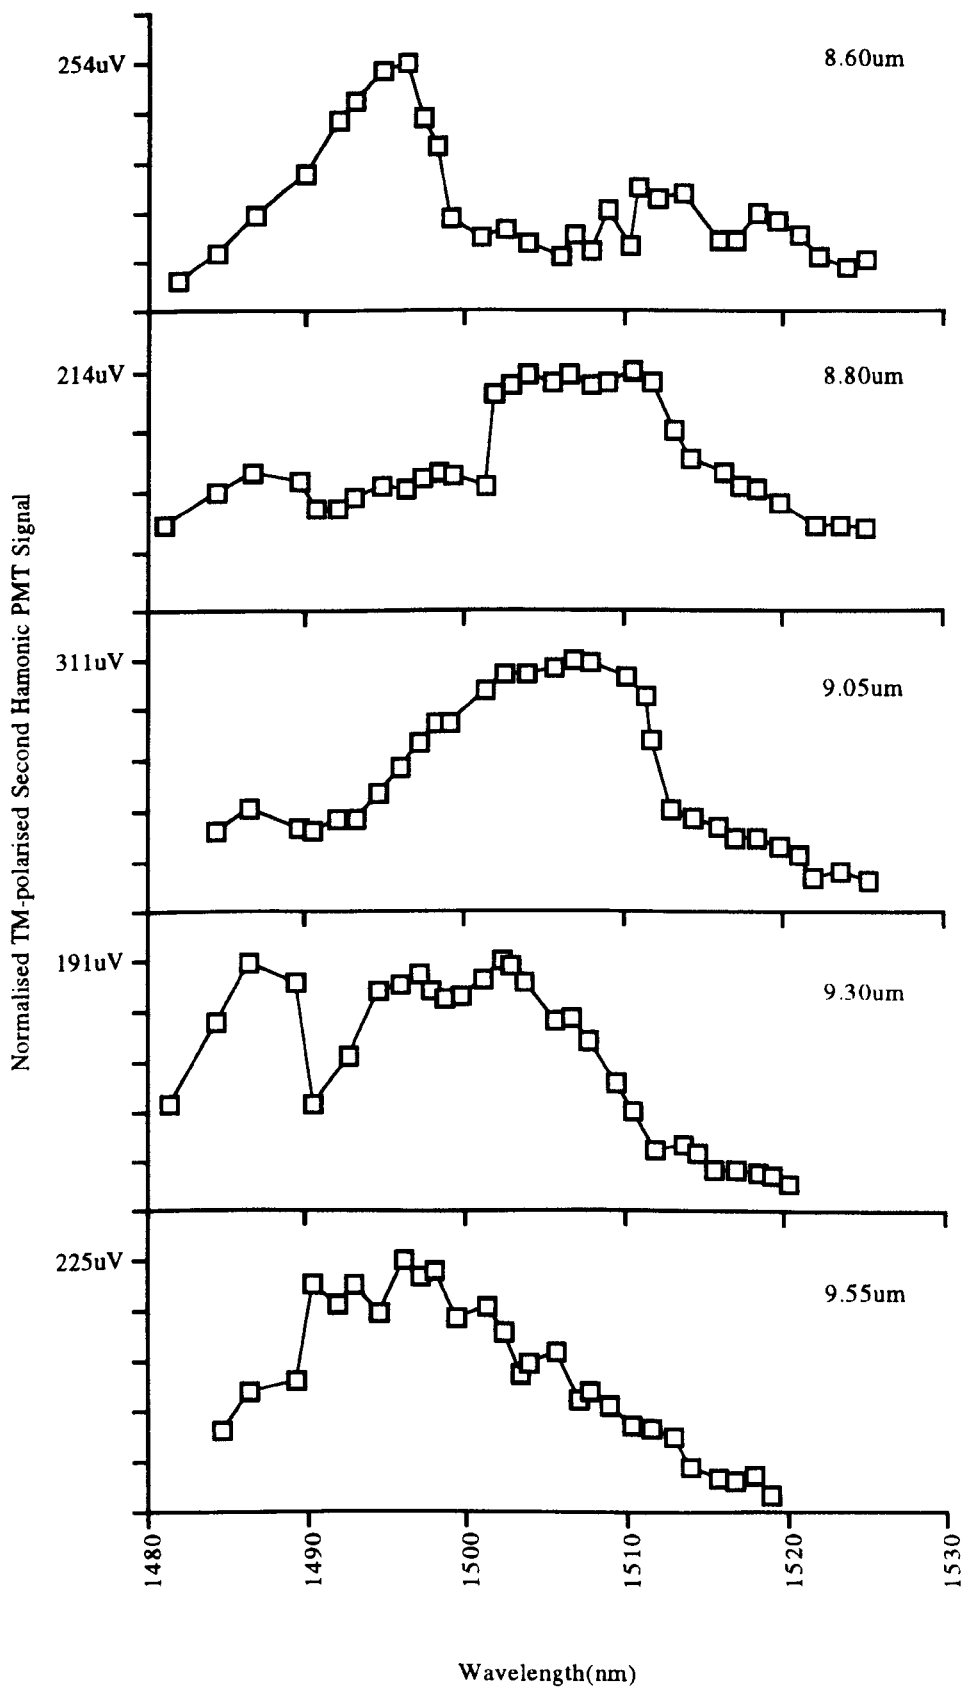 254uV
8.60um
214uV
8.80um
Normalised TM-polarised Second Hamonic PMT Signal
311uV
9.05um
191uV
9.30um
225uV
9.55um
1480 1490 1500 1510 1520 1530
Wavelength(nm)